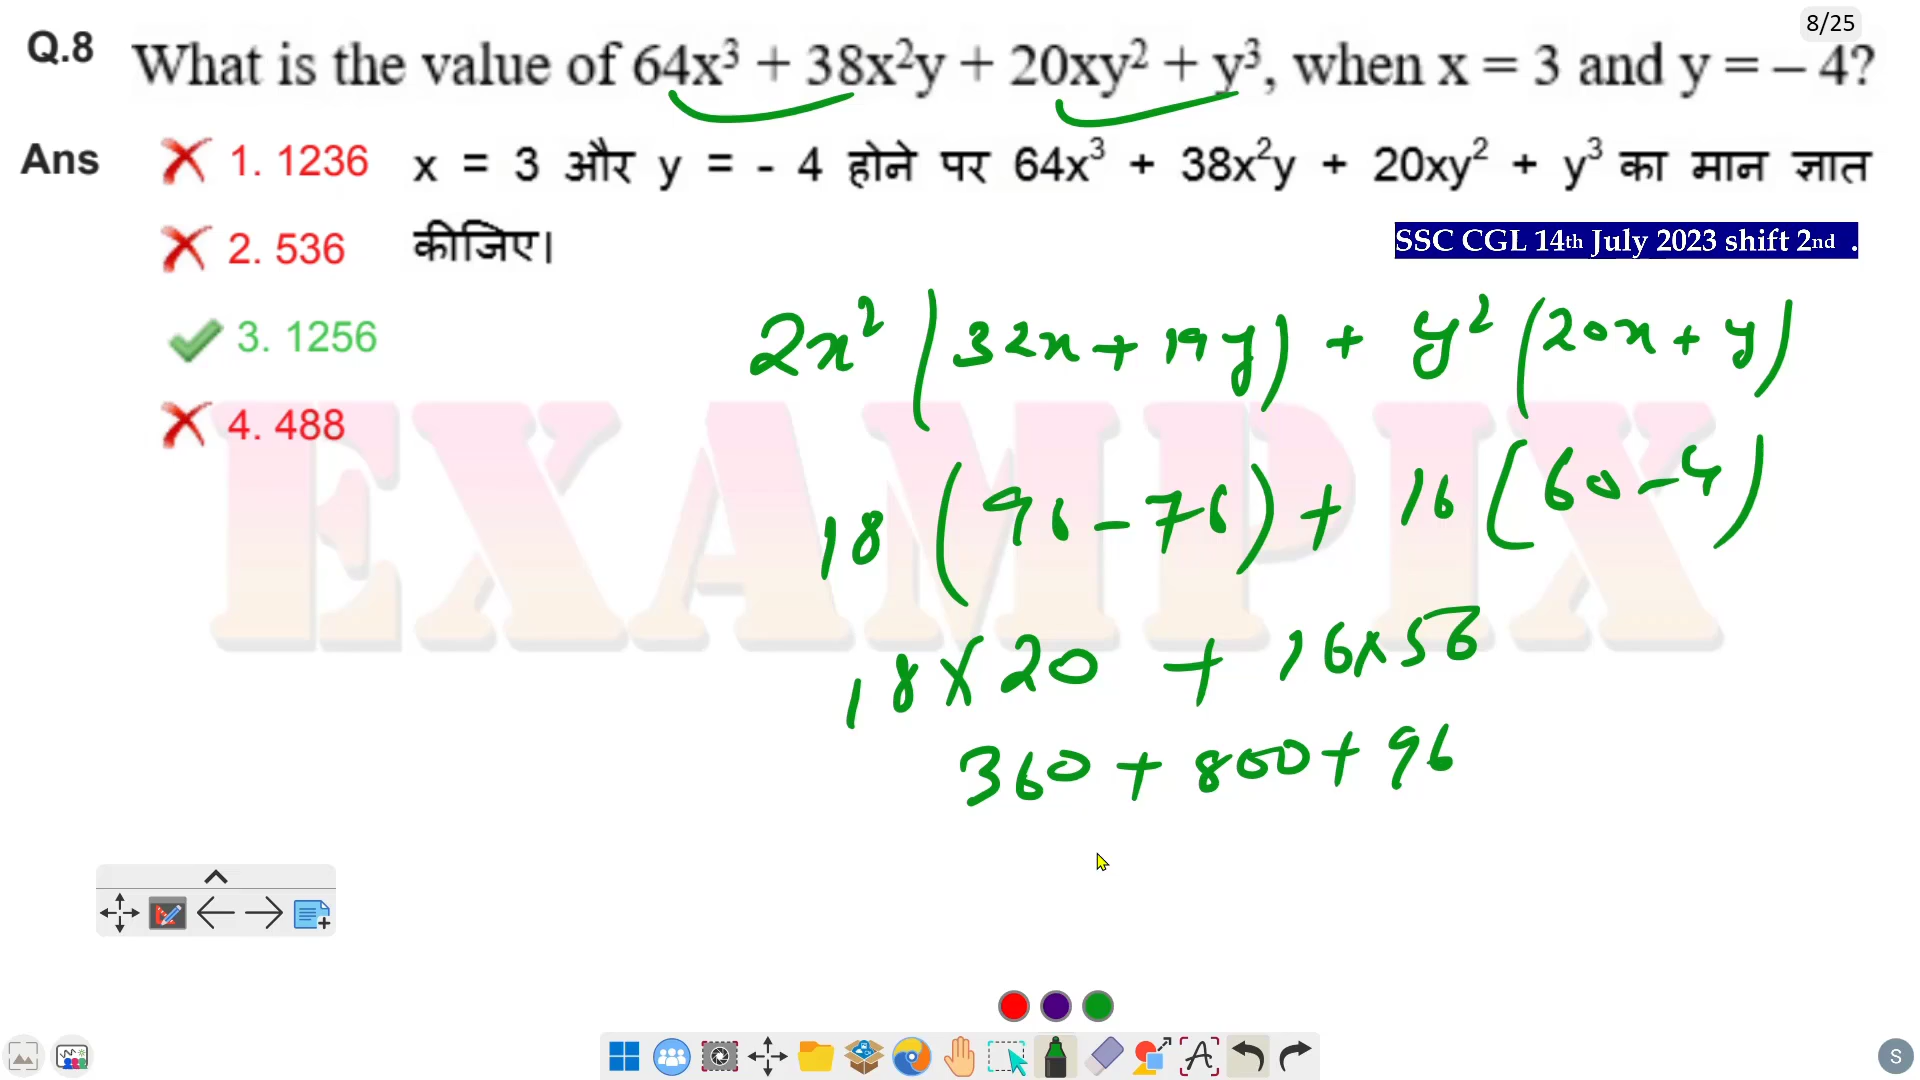 8/25
Q.8 What is the value of 64x³ + 38x²y + 20xy² + y³, when x = 3 and y = – 4?
Ans 1. 1236 x = 3 और y = - 4 होने पर 64x³ + 38x²y + 20xy² + y³ का मान ज्ञात
2. 536 कीजिए।
SSC CGL 14th July 2023 shift 2nd .
3. 1256
4. 488
2x² (32x + 19y) + y² (20x + y)
18 (96 - 76) + 16 (60 - 4)
18 × 20 + 16 × 56
360 + 800 + 96
EXAMPIX
S